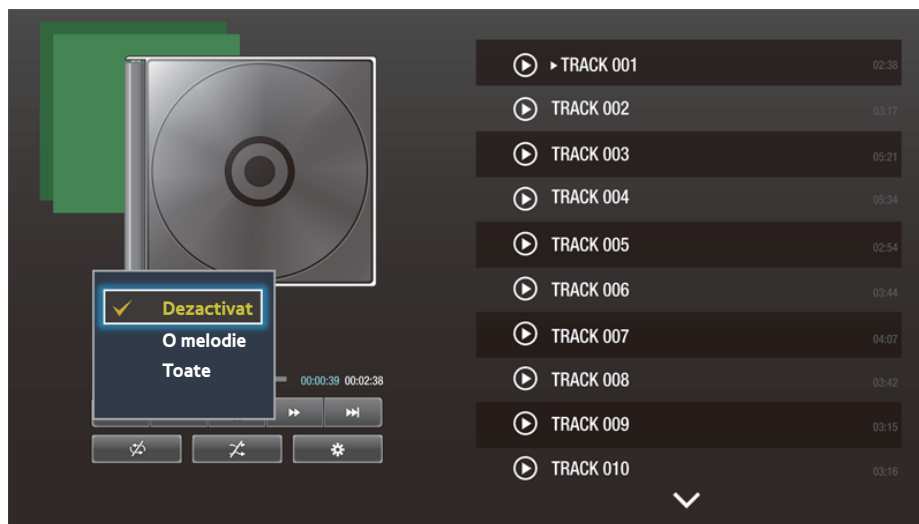 Dezactivat
O melodie
Toate
00:00:39 00:02:38
TRACK 001 02:38
TRACK 002 03:17
TRACK 003 05:21
TRACK 004 05:34
TRACK 005 02:54
TRACK 006 03:44
TRACK 007 04:07
TRACK 008 03:42
TRACK 009 03:15
TRACK 010 03:16